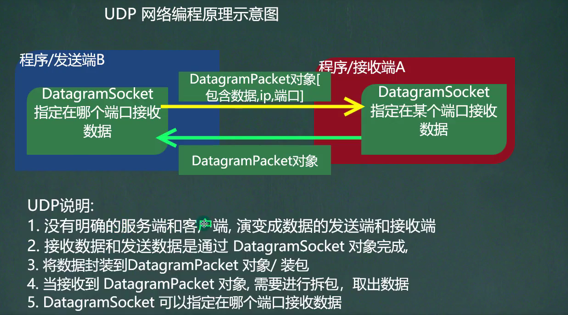 UDP 网络编程原理示意图
程序/发送端B
DatagramPacket对象[
包含数据,ip,端口]
程序/接收端A
DatagramSocket
指定在哪个端口接收
数据
DatagramSocket
指定在某个端口接收
数据
DatagramPacket对象
UDP说明:
1. 没有明确的服务端和客户端, 演变成数据的发送端和接收端
2. 接收数据和发送数据是通过 DatagramSocket 对象完成,
3. 将数据封装到DatagramPacket 对象/ 装包
4. 当接收到 DatagramPacket 对象, 需要进行拆包，取出数据
5. DatagramSocket 可以指定在哪个端口接收数据